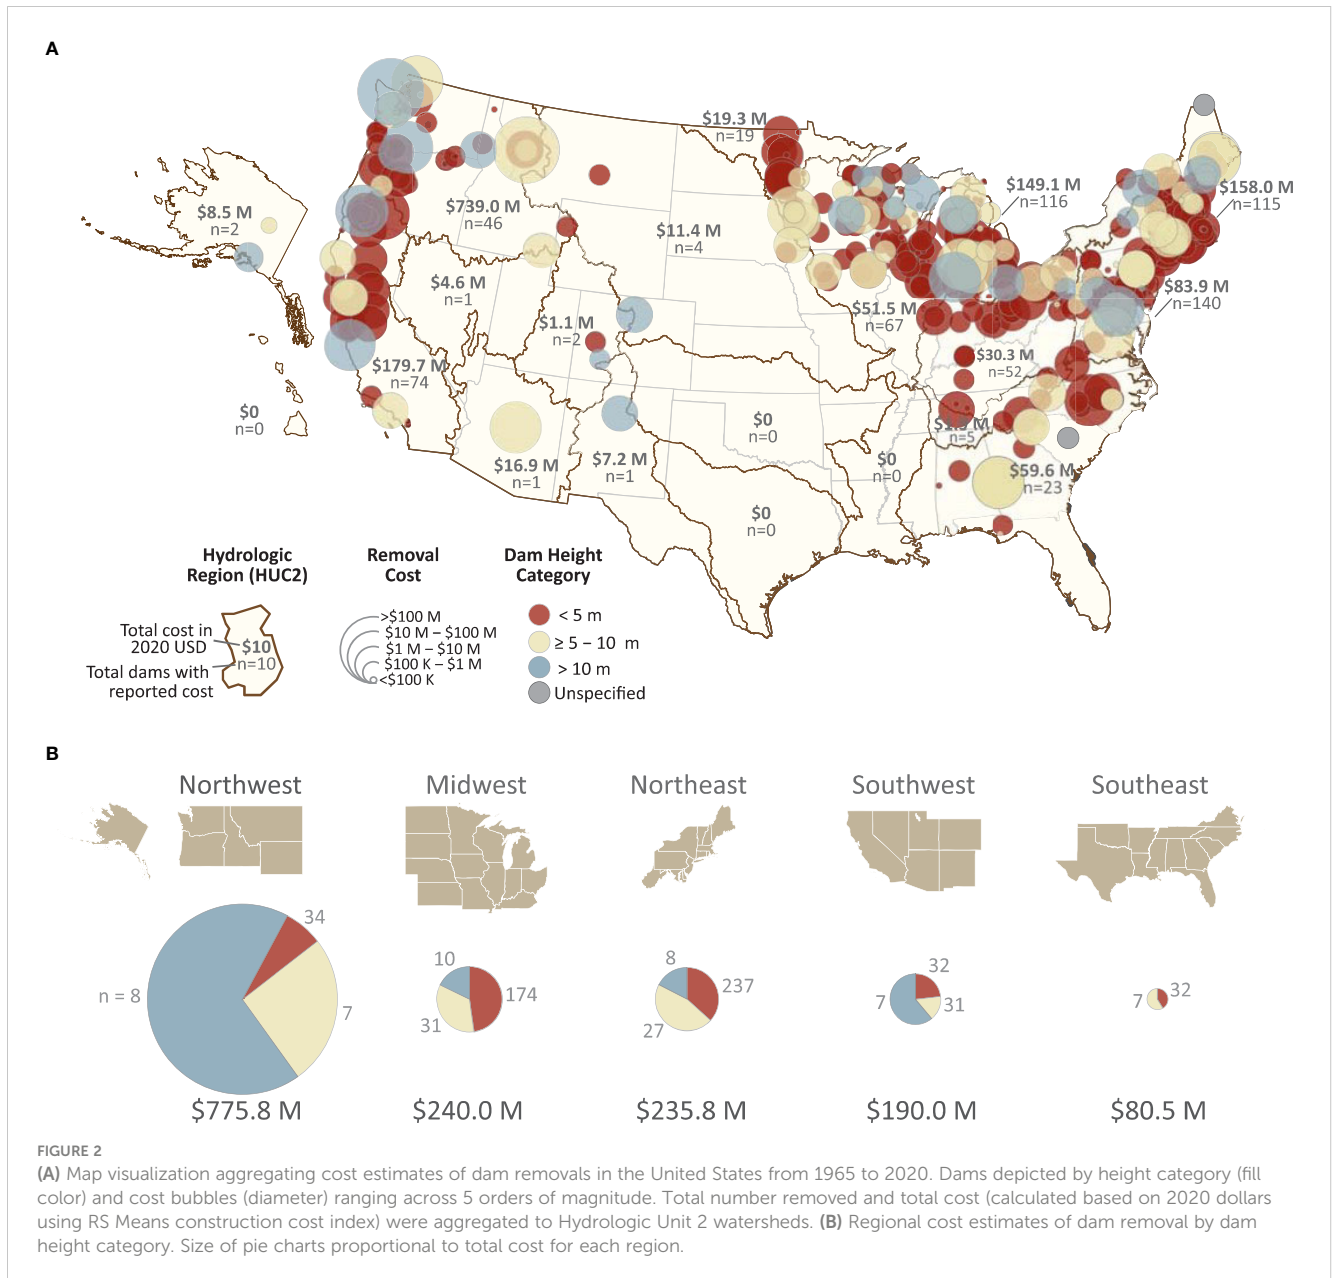 A
$19.3 M
n=19
$149.1 M
n=116
$158.0 M
n=115
$8.5 M
n=2
$739.0 M
n=46
$11.4 M
n=4
$4.6 M
n=1
$83.9 M
n=140
$51.5 M
n=67
$1.1 M
n=2
$30.3 M
n=52
$179.7 M
n=74
$0
n=0
$0
n=0
n=5
$16.9 M
n=1
$7.2 M
n=1
$0
n=0
$59.6 M
n=23
$0
n=0
Hydrologic
Region (HUC2)
Total cost in
2020 USD
Total dams with
reported cost
$10
n=10
Removal
Cost
>$100 M
$10 M – $100 M
$1 M – $10 M
$100 K – $1 M
<$100 K
Dam Height
Category
< 5 m
≥ 5 – 10 m
> 10 m
Unspecified
B
Northwest
Midwest
Northeast
Southwest
Southeast
34
n = 8
7
10
174
31
8
237
27
32
7
31
7
32
$775.8 M
$240.0 M
$235.8 M
$190.0 M
$80.5 M
FIGURE 2
(A) Map visualization aggregating cost estimates of dam removals in the United States from 1965 to 2020. Dams depicted by height category (fill
color) and cost bubbles (diameter) ranging across 5 orders of magnitude. Total number removed and total cost (calculated based on 2020 dollars
using RS Means construction cost index) were aggregated to Hydrologic Unit 2 watersheds. (B) Regional cost estimates of dam removal by dam
height category. Size of pie charts proportional to total cost for each region.